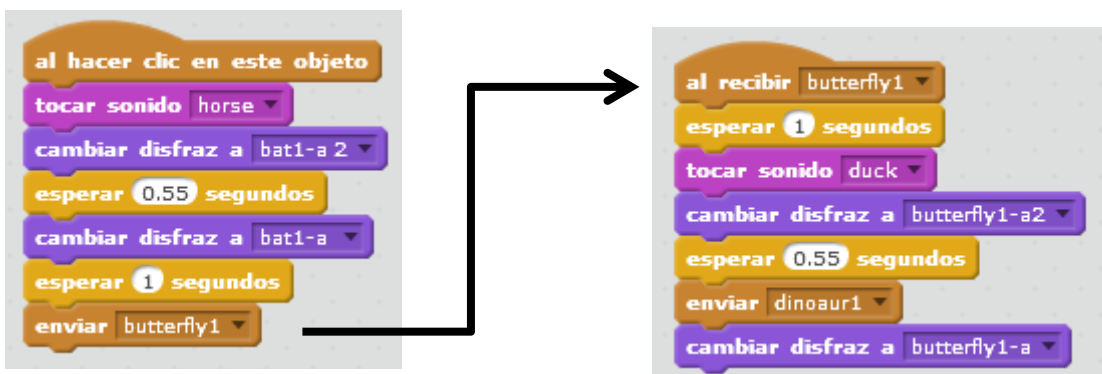 al hacer clic en este objeto
tocar sonido horse
cambiar disfraz a bat1-a 2
esperar 0.55 segundos
cambiar disfraz a bat1-a
esperar 1 segundos
enviar butterfly1
al recibir butterfly1
esperar 1 segundos
tocar sonido duck
cambiar disfraz a butterfly1-a2
esperar 0.55 segundos
enviar dinoaur1
cambiar disfraz a butterfly1-a